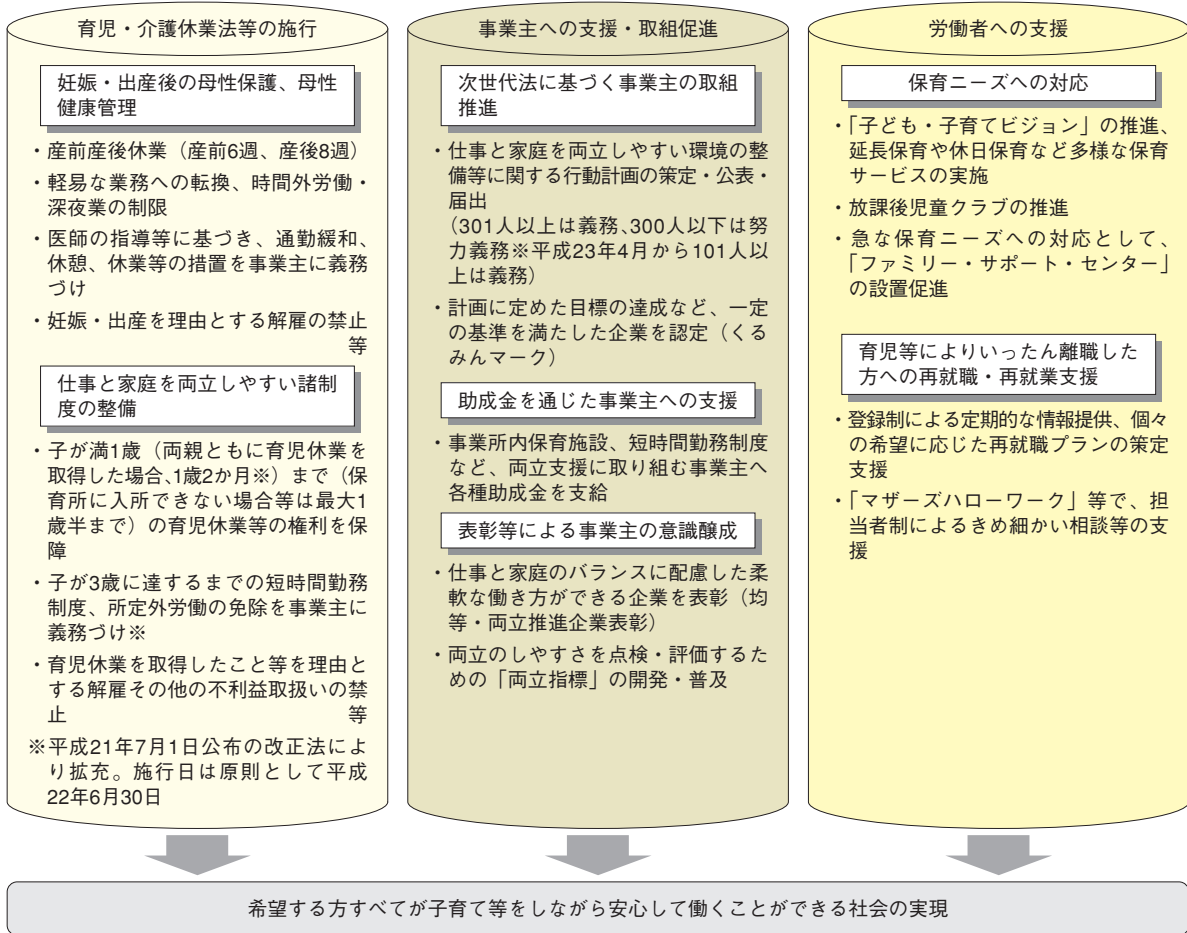 育児・介護休業法等の施行
妊娠・出産後の母性保護、母性
健康管理
・産前産後休業（産前6週、産後8週）
・軽易な業務への転換、時間外労働・
深夜業の制限
・医師の指導等に基づき、通勤緩和、
休憩、休業等の措置を事業主に義務
づけ
・妊娠・出産を理由とする解雇の禁止
等
仕事と家庭を両立しやすい諸制
度の整備
・子が満1歳（両親ともに育児休業を
取得した場合、1歳2か月※）まで（保
育所に入所できない場合等は最大1
歳半まで）の育児休業等の権利を保
障
・子が3歳に達するまでの短時間勤務
制度、所定外労働の免除を事業主に
義務づけ※
・育児休業を取得したこと等を理由と
する解雇その他の不利益取扱いの禁
止 等
※平成21年7月1日公布の改正法によ
り拡充。施行日は原則として平成
22年6月30日
事業主への支援・取組促進
次世代法に基づく事業主の取組
推進
・仕事と家庭を両立しやすい環境の整
備等に関する行動計画の策定・公表・
届出
（301人以上は義務、300人以下は努
力義務※平成23年4月から101人以
上は義務）
・計画に定めた目標の達成など、一定
の基準を満たした企業を認定（くる
みんマーク）
助成金を通じた事業主への支援
・事業所内保育施設、短時間勤務制度
など、両立支援に取り組む事業主へ
各種助成金を支給
表彰等による事業主の意識醸成
・仕事と家庭のバランスに配慮した柔
軟な働き方ができる企業を表彰（均
等・両立推進企業表彰）
・両立のしやすさを点検・評価するた
めの「両立指標」の開発・普及
労働者への支援
保育ニーズへの対応
・「子ども・子育てビジョン」の推進、
延長保育や休日保育など多様な保育
サービスの実施
・放課後児童クラブの推進
・急な保育ニーズへの対応として、
「ファミリー・サポート・センター」
の設置促進
育児等によりいったん離職した
方への再就職・再就業支援
・登録制による定期的な情報提供、個々
の希望に応じた再就職プランの策定
支援
・「マザーズハローワーク」等で、担
当者制によるきめ細かい相談等の支
援
希望する方すべてが子育て等をしながら安心して働くことができる社会の実現